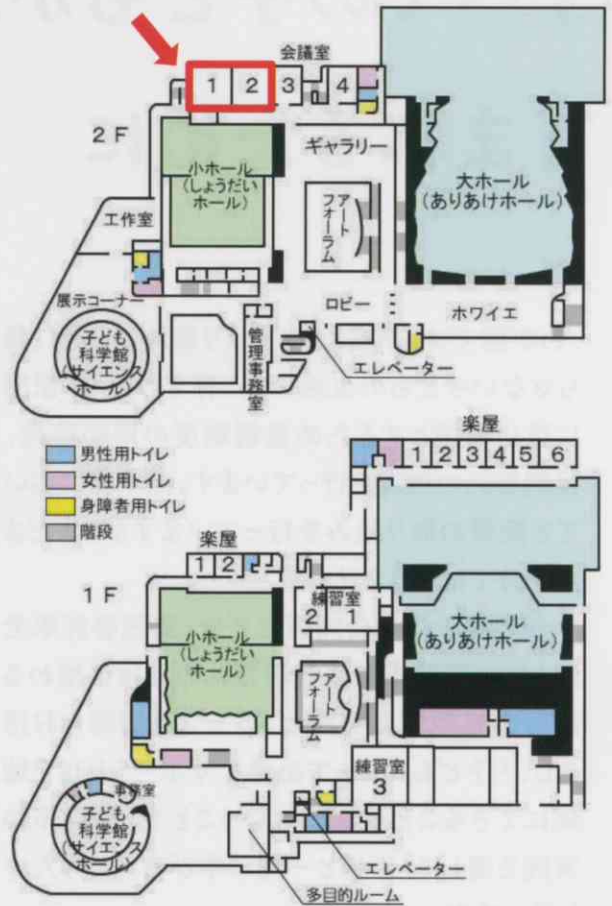 会議室
1 2 3 4
2F
ギャラリー
小ホール
(しょうだい
ホール)
大ホール
(ありあけホール)
アート
フォーラム
工作室
展示コーナー
ロビー
ホワイエ
子ども
科学館
(サイエンス
ホール)
管理事務室
エレベーター
楽屋
1 2 3 4 5 6
男性用トイレ
女性用トイレ
身障者用トイレ
階段
楽屋
1 2
1F
練習室
2 1
小ホール
(しょうだい
ホール)
大ホール
(ありあけホール)
アート
フォーラム
練習室
3
事務室
子ども
科学館
(サイエンス
ホール)
エレベーター
多目的ルーム